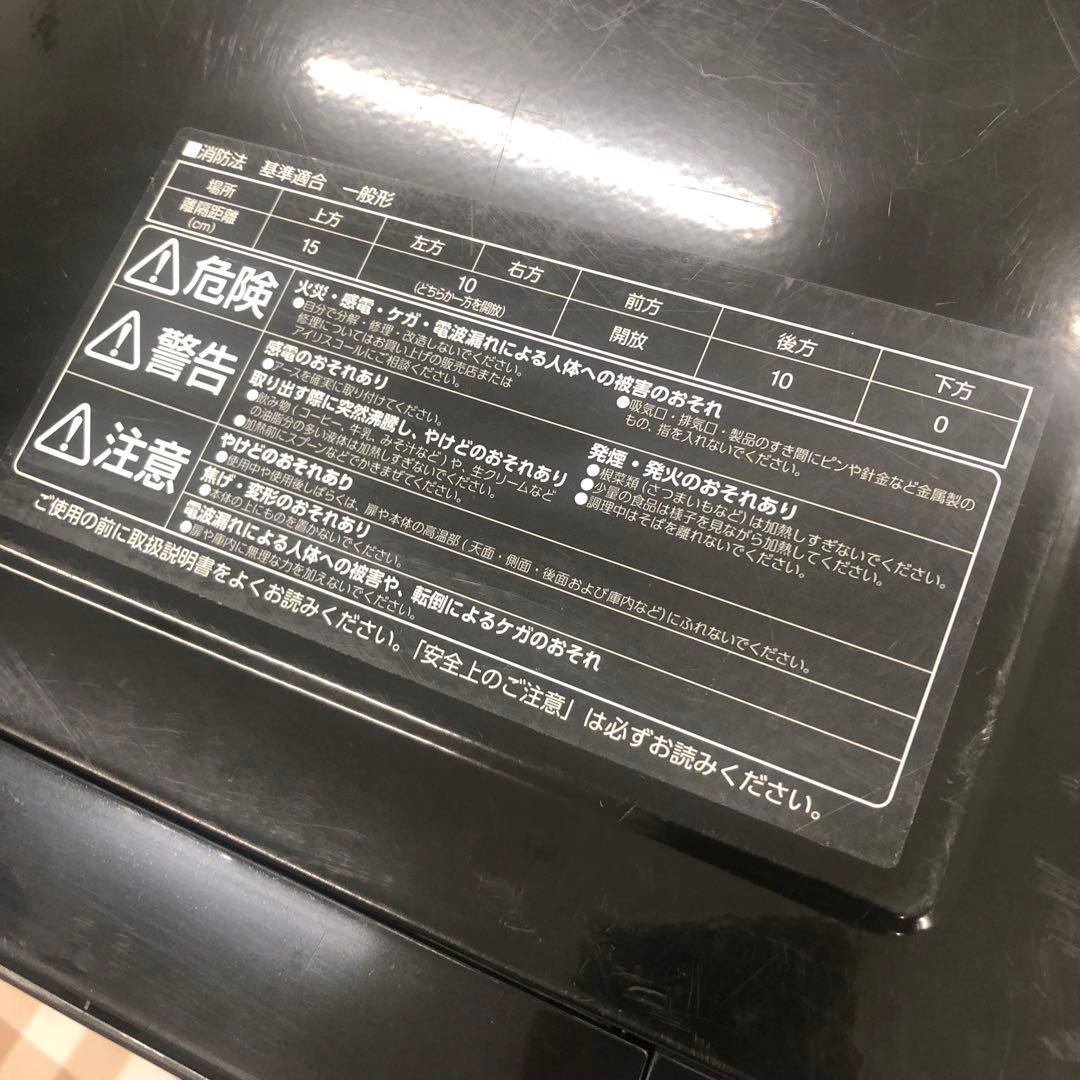 ■消防法 基準適合 一般形
場所 上方 左方 右方 前方 後方 下方
離隔距離(cm) 15 10(どちらか一方を開放) 開放 10 0
危険
火災・感電・ケガ・電波漏れによる人体への被害のおそれ
●自分で分解・修理・改造しないでください。
修理についてはお買い上げの販売店または
アイリスコールにご相談ください。
●吸気口・排気口・製品のすき間にピンや針金など金属製の
もの、指を入れないでください。
警告
感電のおそれあり
●アースを確実に取り付けてください。
取り出す際に突然沸騰し、やけどのおそれあり
●飲み物(コーヒー、牛乳、みそ汁など)や、生クリームなど
の油脂分の多い液体は加熱しすぎないでください。
●加熱前にスプーンなどでかきまぜてください。
発煙・発火のおそれあり
●根菜類(さつまいもなど)は加熱しすぎないでください。
●少量の食品は様子を見ながら加熱してください。
●調理中はそばを離れないでください。
注意
やけどのおそれあり
●使用中や使用後しばらくは、扉や本体の高温部(天面・側面・後面および庫内など)にふれないでください。
焦げ・変形のおそれあり
●本体の上にものを置かないでください。
電波漏れによる人体への被害や、転倒によるケガのおそれ
●扉や庫内に無理な力を加えないでください。
ご使用の前に取扱説明書をよくお読みください。「安全上のご注意」は必ずお読みください。